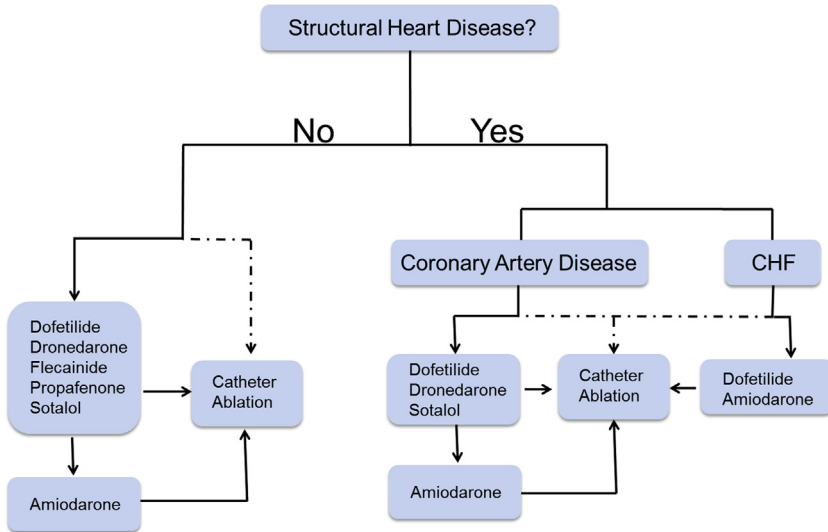 Structural Heart Disease?
No
Yes
Coronary Artery Disease
CHF
Dofetilide
Dronedarone
Flecainide
Propafenone
Sotalol
Catheter
Ablation
Dofetilide
Dronedarone
Sotalol
Catheter
Ablation
Dofetilide
Amiodarone
Amiodarone
Amiodarone